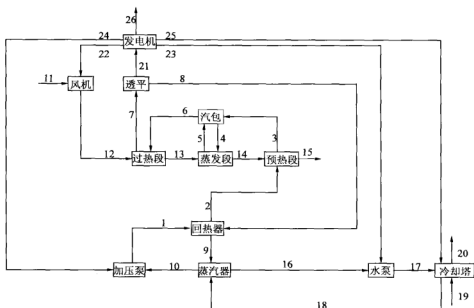 26
24 发电机 25
22 23
21
11 风机 透平 8
7
6 汽包
5 4 3
12 过热段 13 蒸发段 14 预热段 15
2
1 回热器
9
加压泵 10 蒸汽器 16 水泵 17 冷却塔 20
18 19